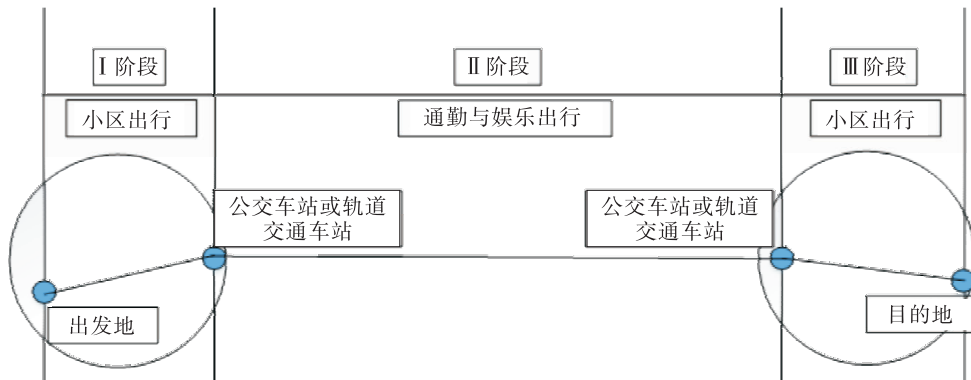 Ⅰ阶段
Ⅱ阶段
Ⅲ阶段
小区出行
通勤与娱乐出行
小区出行
公交车站或轨道
交通车站
公交车站或轨道
交通车站
出发地
目的地